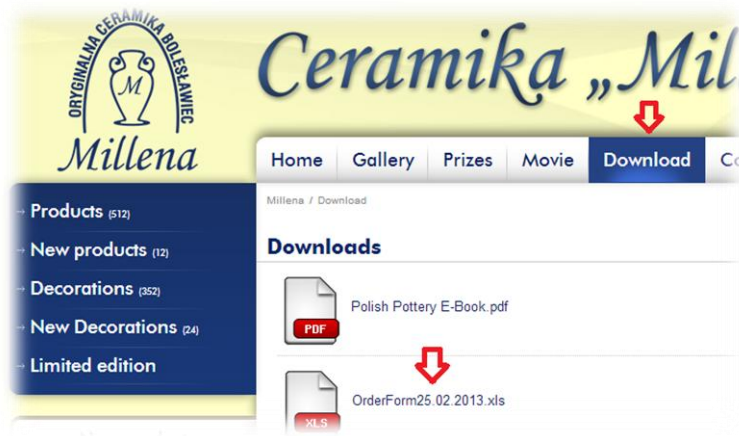 ORYGINALNA CERAMIKA BOLESŁAWIEC
M
Millena
Ceramika „Mil
Home Gallery Prizes Movie Download
Products (512)
New products (12)
Decorations (352)
New Decorations (24)
Limited edition
Millena / Download
Downloads
PDF
Polish Pottery E-Book.pdf
XLS
OrderForm25.02.2013.xls